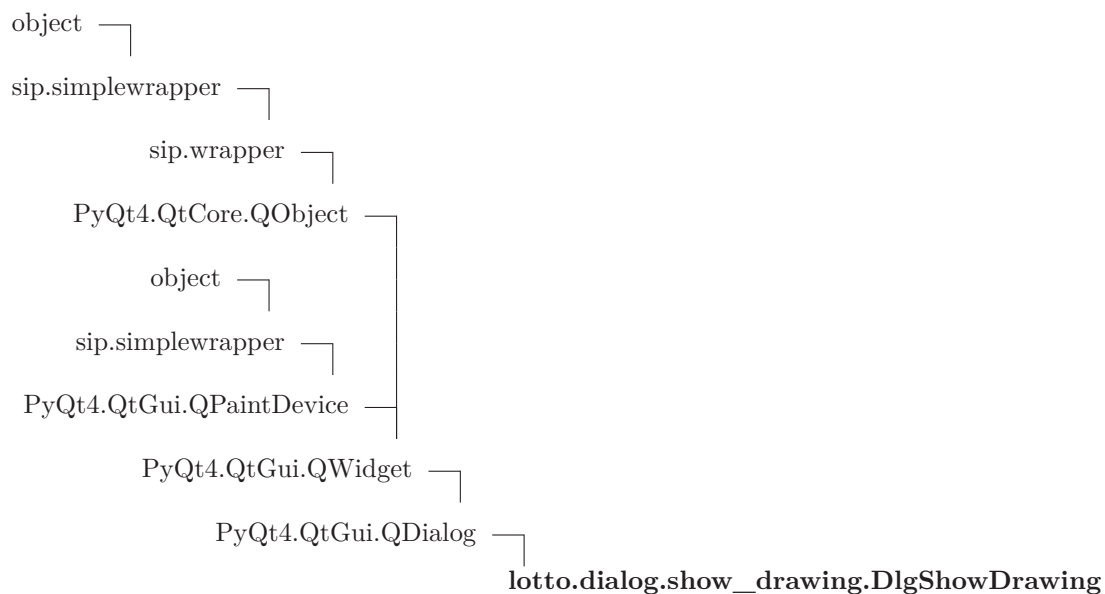 object
sip.simplewrapper
sip.wrapper
PyQt4.QtCore.QObject
object
sip.simplewrapper
PyQt4.QtGui.QPaintDevice
PyQt4.QtGui.QWidget
PyQt4.QtGui.QDialog
lotto.dialog.show_drawing.DlgShowDrawing